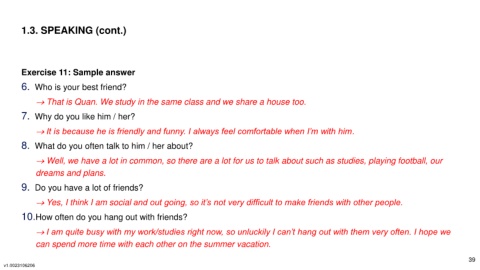 1.3. SPEAKING (cont.)
Exercise 11: Sample answer
6. Who is your best friend?
→ That is Quan. We study in the same class and we share a house too.
7. Why do you like him / her?
→ It is because he is friendly and funny. I always feel comfortable when I'm with him.
8. What do you often talk to him / her about?
→ Well, we have a lot in common, so there are a lot for us to talk about such as studies, playing football, our
dreams and plans.
9. Do you have a lot of friends?
→ Yes, I think I am social and out going, so it's not very difficult to make friends with other people.
10.How often do you hang out with friends?
→ I am quite busy with my work/studies right now, so unluckily I can't hang out with them very often. I hope we
can spend more time with each other on the summer vacation.
39